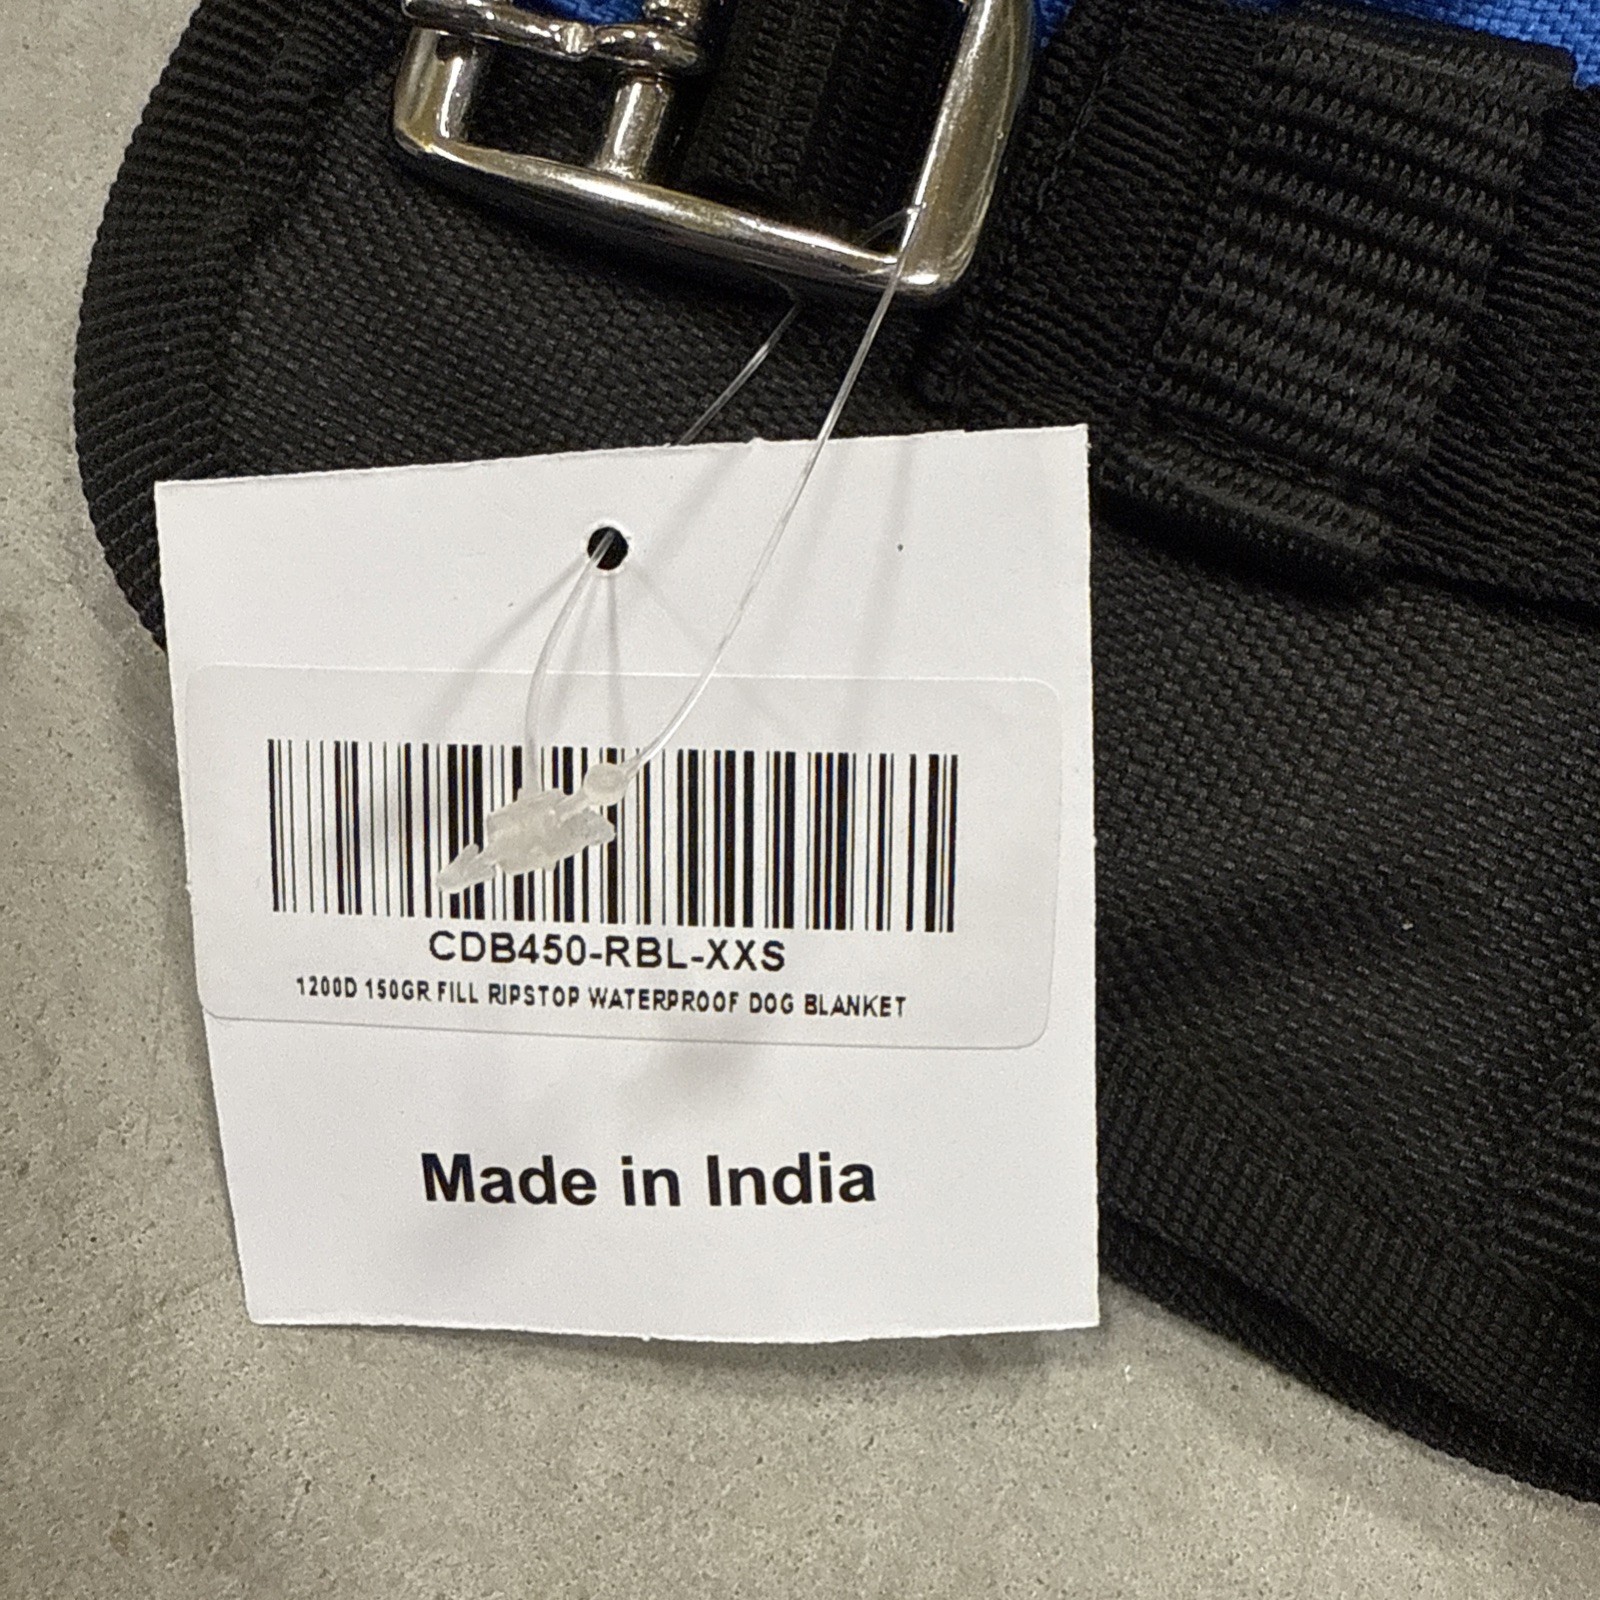 CDB450-RBL-XXS
1200D 150GR FILL RIPSTOP WATERPROOF DOG BLANKET
Made in India